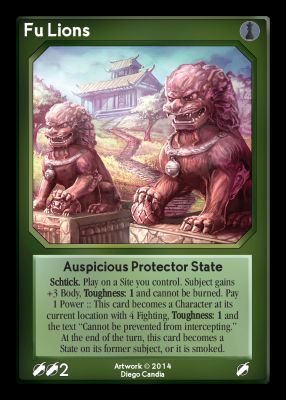 Fu Lions
Auspicious Protector State
Schtick. Play on a Site you control. Subject gains
+3 Body, Toughness: 1 and cannot be burned. Pay
1 Power :: This card becomes a Character at its
current location with 4 Fighting, Toughness: 1 and
the text “Cannot be prevented from intercepting.”
At the end of the turn, this card becomes a
State on its former subject, or it is smoked.
2
Artwork © 2014
Diego Candia